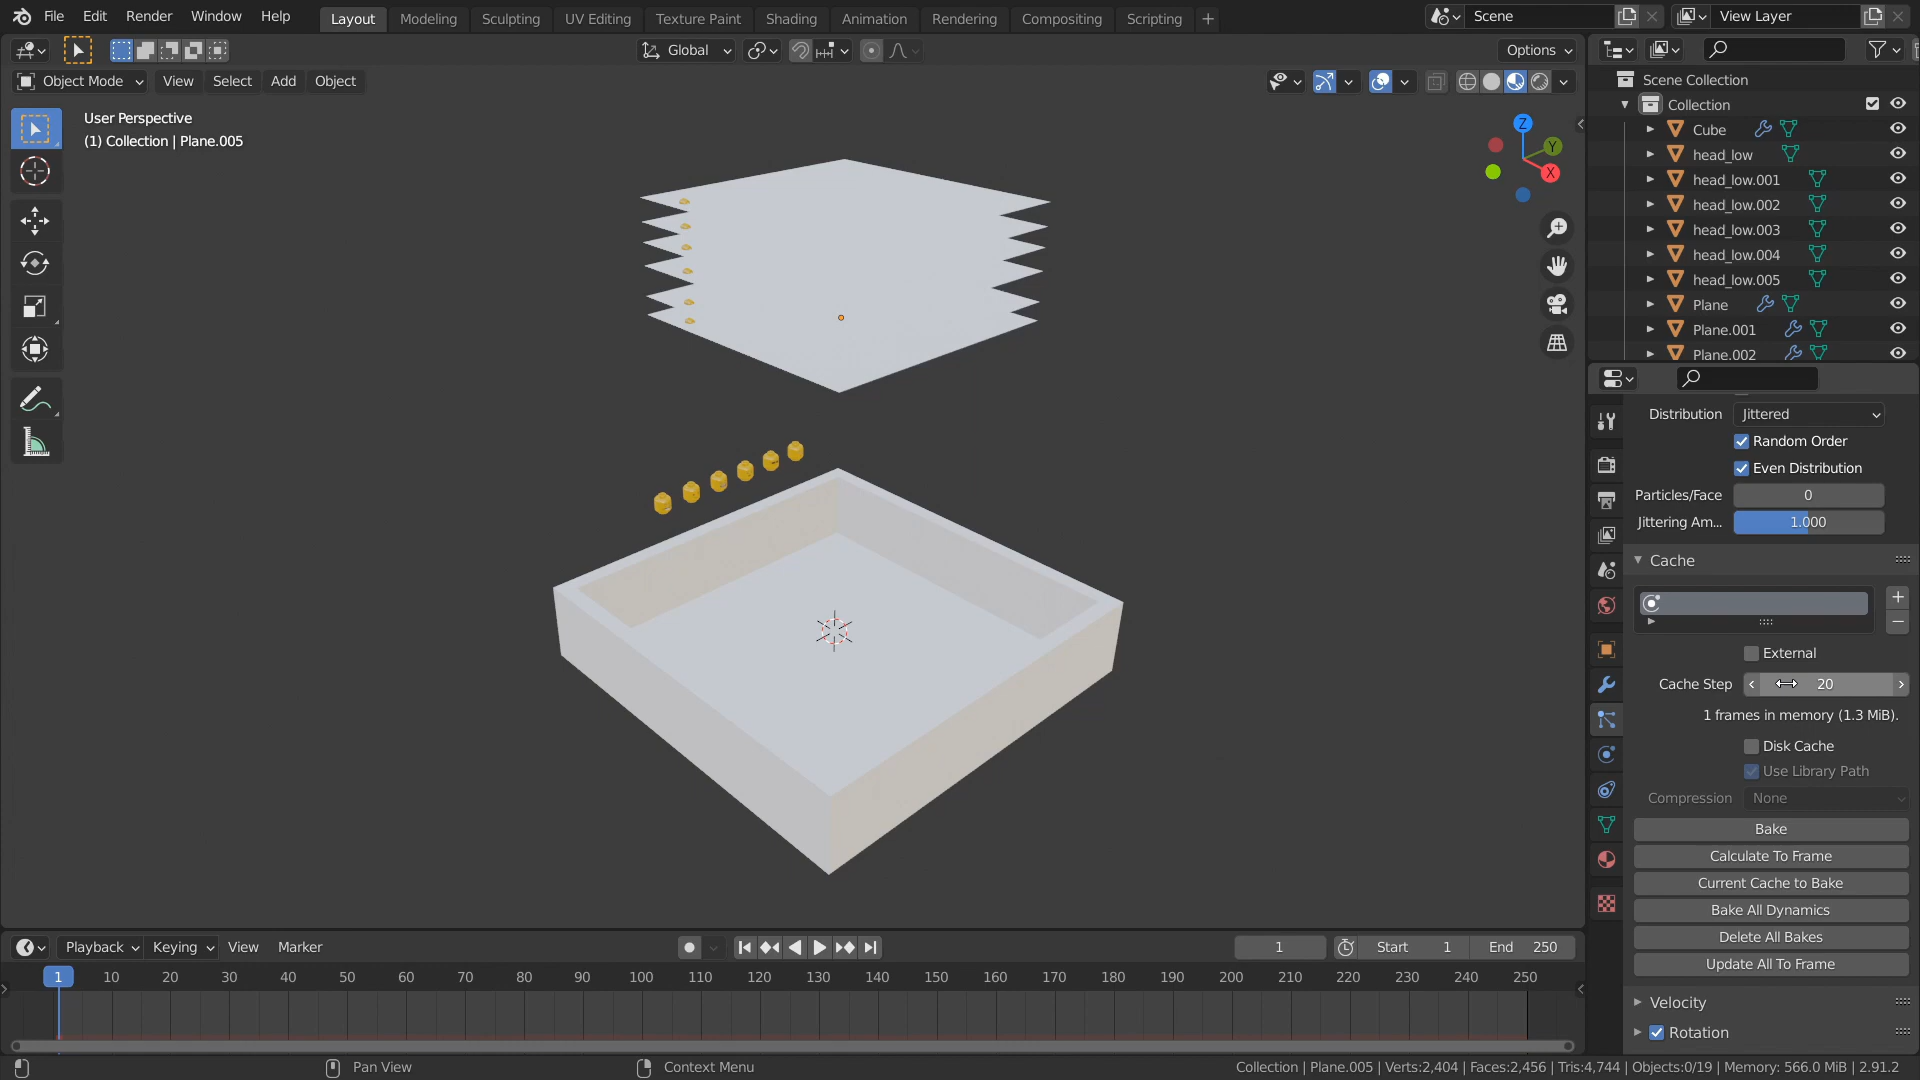 File Edit Render Window Help Layout Modeling Sculpting UV Editing Texture Paint Shading Animation Rendering Compositing Scripting + Scene View Layer
Global Options
Object Mode View Select Add Object
User Perspective
(1) Collection | Plane.005
Z
Y
X
Scene Collection
Collection
Cube
head_low
head_low.001
head_low.002
head_low.003
head_low.004
head_low.005
Plane
Plane.001
Plane.002
Distribution Jittered
Random Order
Even Distribution
Particles/Face 0
Jittering Am... 1.000
Cache
External
Cache Step 20
1 frames in memory (1.3 MiB).
Disk Cache
Use Library Path
Compression None
Bake
Calculate To Frame
Current Cache to Bake
Bake All Dynamics
Delete All Bakes
Update All To Frame
Velocity
Rotation
Playback Keying View Marker 1 Start 1 End 250
1 10 20 30 40 50 60 70 80 90 100 110 120 130 140 150 160 170 180 190 200 210 220 230 240 250
Pan View Context Menu Collection | Plane.005 | Verts:2,404 | Faces:2,456 | Tris:4,744 | Objects:0/19 | Memory: 566.0 MiB | 2.91.2